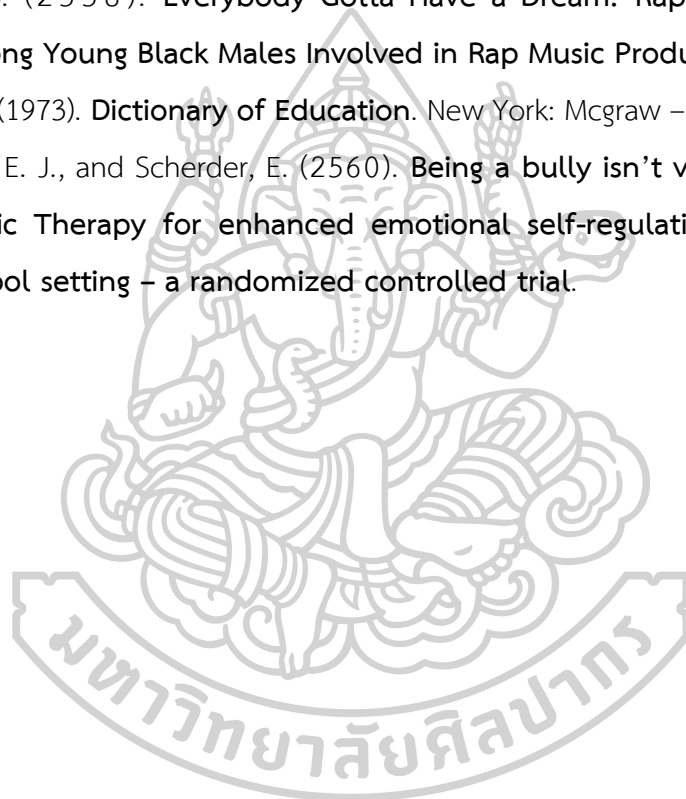 Everybody Gotta Have a Dream: Rap
ong Young Black Males Involved in Rap Music Produ
(1973). Dictionary of Education. New York: Mcgraw –
E. J., and Scherder, E. (2560). Being a bully isn’t v
ic Therapy for enhanced emotional self-regulati
ool setting – a randomized controlled trial.
มหาวิทยาลัยศิลปากร